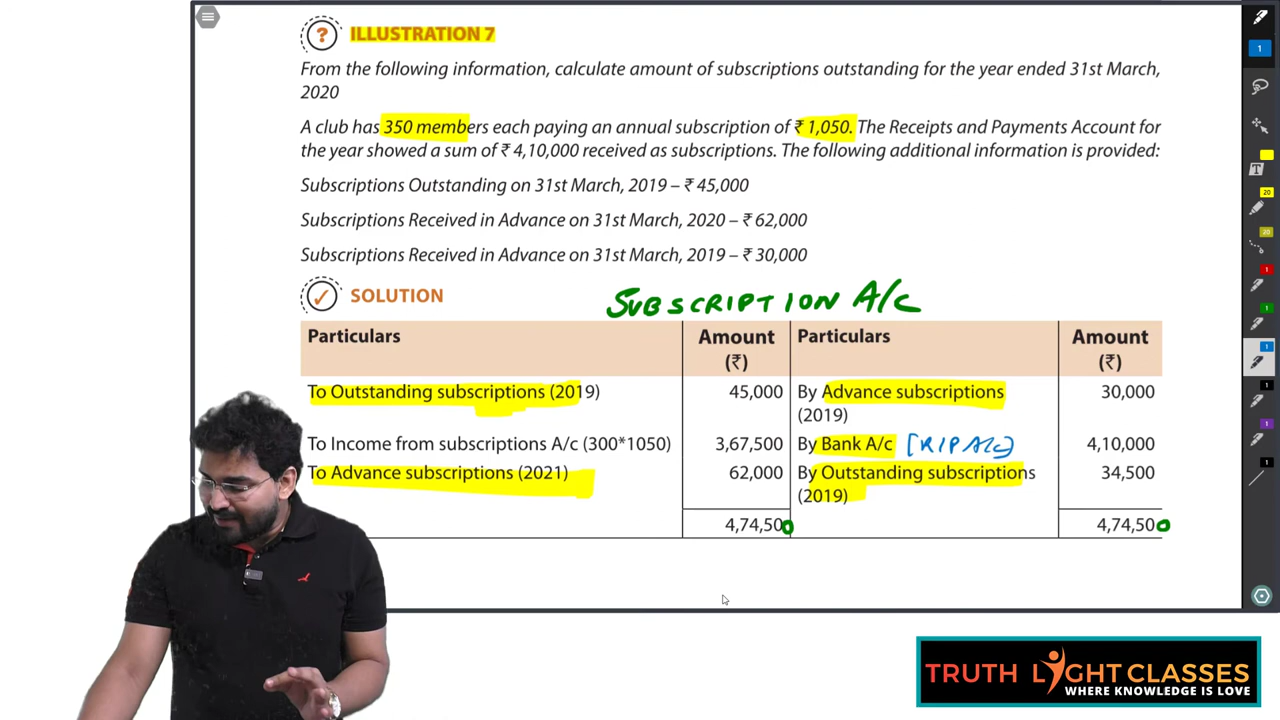 ILLUSTRATION 7
From the following information, calculate amount of subscriptions outstanding for the year ended 31st March,
2020
A club has 350 members each paying an annual subscription of ₹ 1,050. The Receipts and Payments Account for
the year showed a sum of ₹ 4,10,000 received as subscriptions. The following additional information is provided:
Subscriptions Outstanding on 31st March, 2019 – ₹ 45,000
Subscriptions Received in Advance on 31st March, 2020 – ₹ 62,000
Subscriptions Received in Advance on 31st March, 2019 – ₹ 30,000
SOLUTION
SUBSCRIPTION A/c
Particulars Amount (₹) Particulars Amount (₹)
To Outstanding subscriptions (2019) 45,000 By Advance subscriptions 30,000
(2019)
To Income from subscriptions A/c (300*1050) 3,67,500 By Bank A/c [R/P A/c] 4,10,000
To Advance subscriptions (2021) 62,000 By Outstanding subscriptions 34,500
(2019)
4,74,500 4,74,500
TRUTH LIGHT CLASSES
WHERE KNOWLEDGE IS LOVE